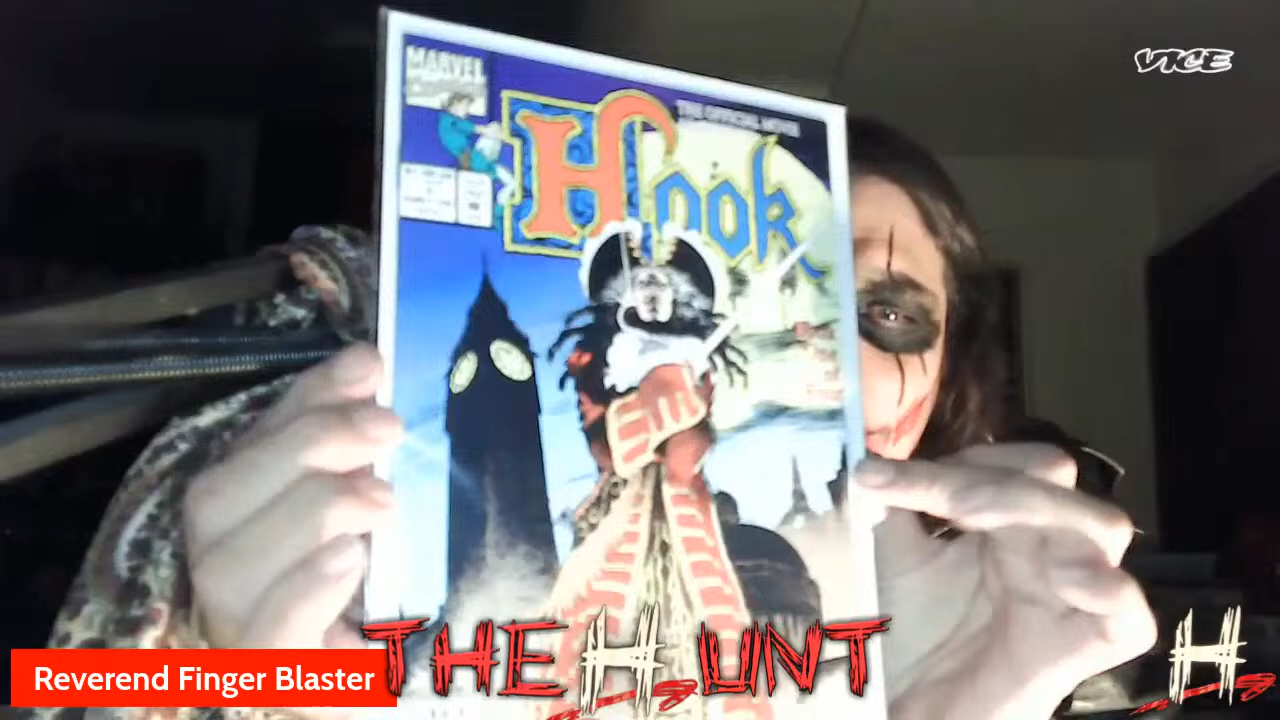 VICE
MARVEL
THE OFFICIAL MOVIE
Hook
THE HUNT
H
Reverend Finger Blaster